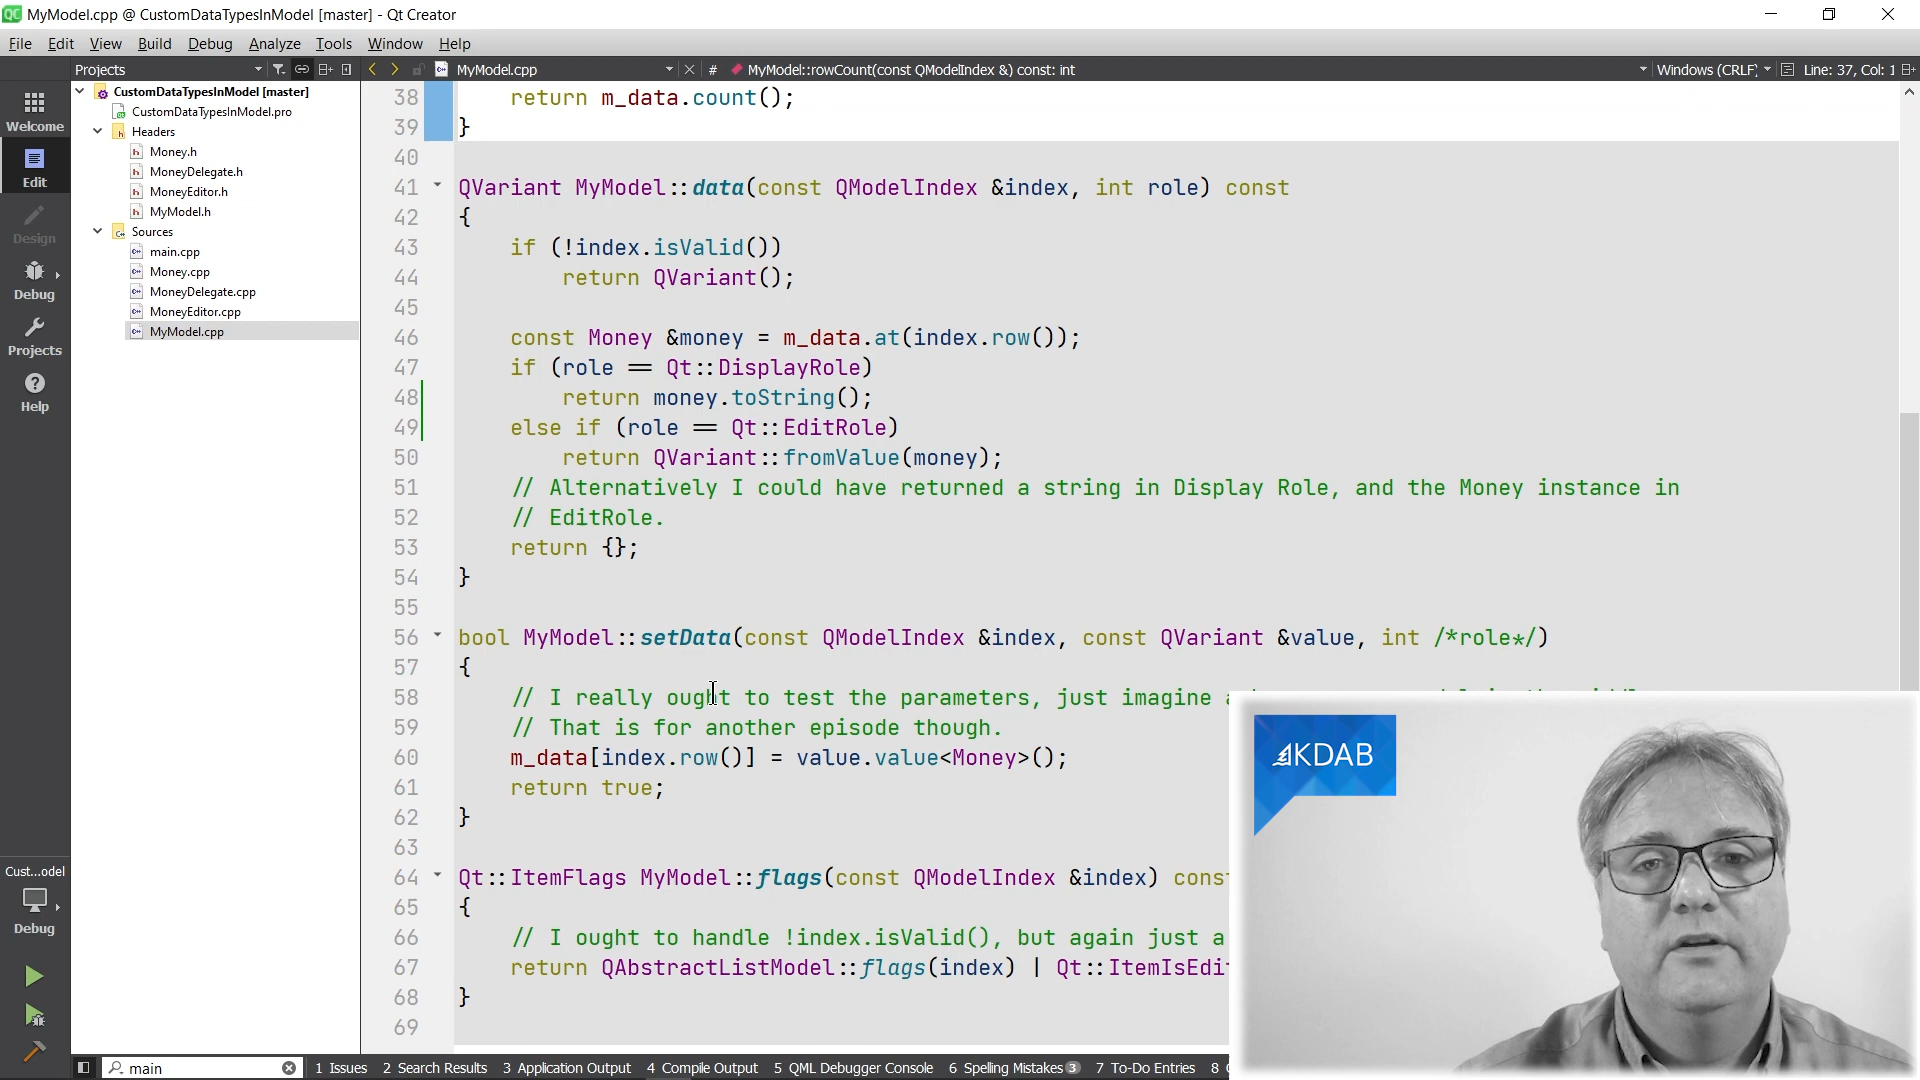 MyModel.cpp @ CustomDataTypesInModel [master] - Qt Creator
File Edit View Build Debug Analyze Tools Window Help
Projects MyModel.cpp # MyModel::rowCount(const QModelIndex &) const: int Windows (CRLF) Line: 37, Col: 1
Welcome
Edit
Design
Debug
Projects
Help
Cust...odel
Debug
CustomDataTypesInModel [master]
CustomDataTypesInModel.pro
Headers
Money.h
MoneyDelegate.h
MoneyEditor.h
MyModel.h
Sources
main.cpp
Money.cpp
MoneyDelegate.cpp
MoneyEditor.cpp
MyModel.cpp
38 return m_data.count();
39 }
40
41 QVariant MyModel::data(const QModelIndex &index, int role) const
42 {
43 if (!index.isValid())
44 return QVariant();
45
46 const Money &money = m_data.at(index.row());
47 if (role == Qt::DisplayRole)
48 return money.toString();
49 else if (role == Qt::EditRole)
50 return QVariant::fromValue(money);
51 // Alternatively I could have returned a string in Display Role, and the Money instance in
52 // EditRole.
53 return {};
54 }
55
56 bool MyModel::setData(const QModelIndex &index, const QVariant &value, int /*role*/)
57 {
58 // I really ought to test the parameters, just imagine
59 // That is for another episode though.
60 m_data[index.row()] = value.value<Money>();
61 return true;
62 }
63
64 Qt::ItemFlags MyModel::flags(const QModelIndex &index) const
65 {
66 // I ought to handle !index.isValid(), but again just a
67 return QAbstractListModel::flags(index) | Qt::ItemIsEdi
68 }
69
KDAB
main 1 Issues 2 Search Results 3 Application Output 4 Compile Output 5 QML Debugger Console 6 Spelling Mistakes 3 7 To-Do Entries 8